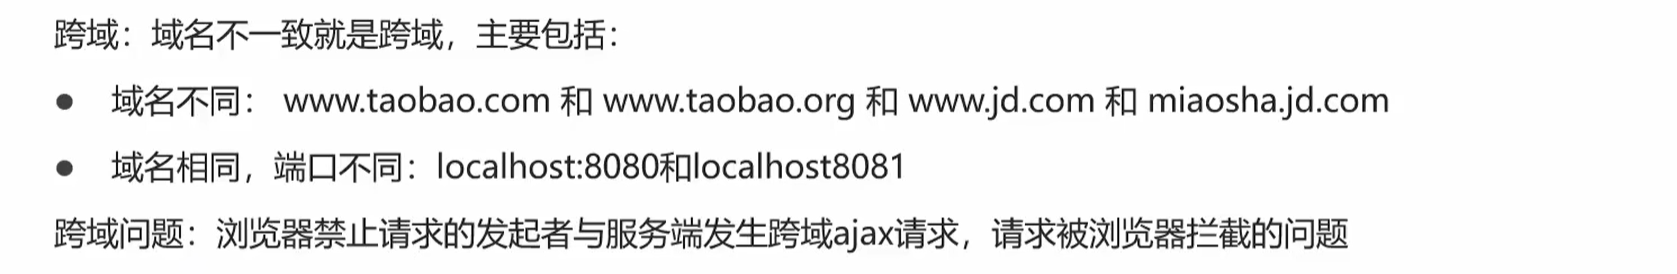 跨域：域名不一致就是跨域，主要包括：
● 域名不同： www.taobao.com 和 www.taobao.org 和 www.jd.com 和 miaosha.jd.com
● 域名相同，端口不同：localhost:8080和localhost8081
跨域问题：浏览器禁止请求的发起者与服务端发生跨域ajax请求，请求被浏览器拦截的问题